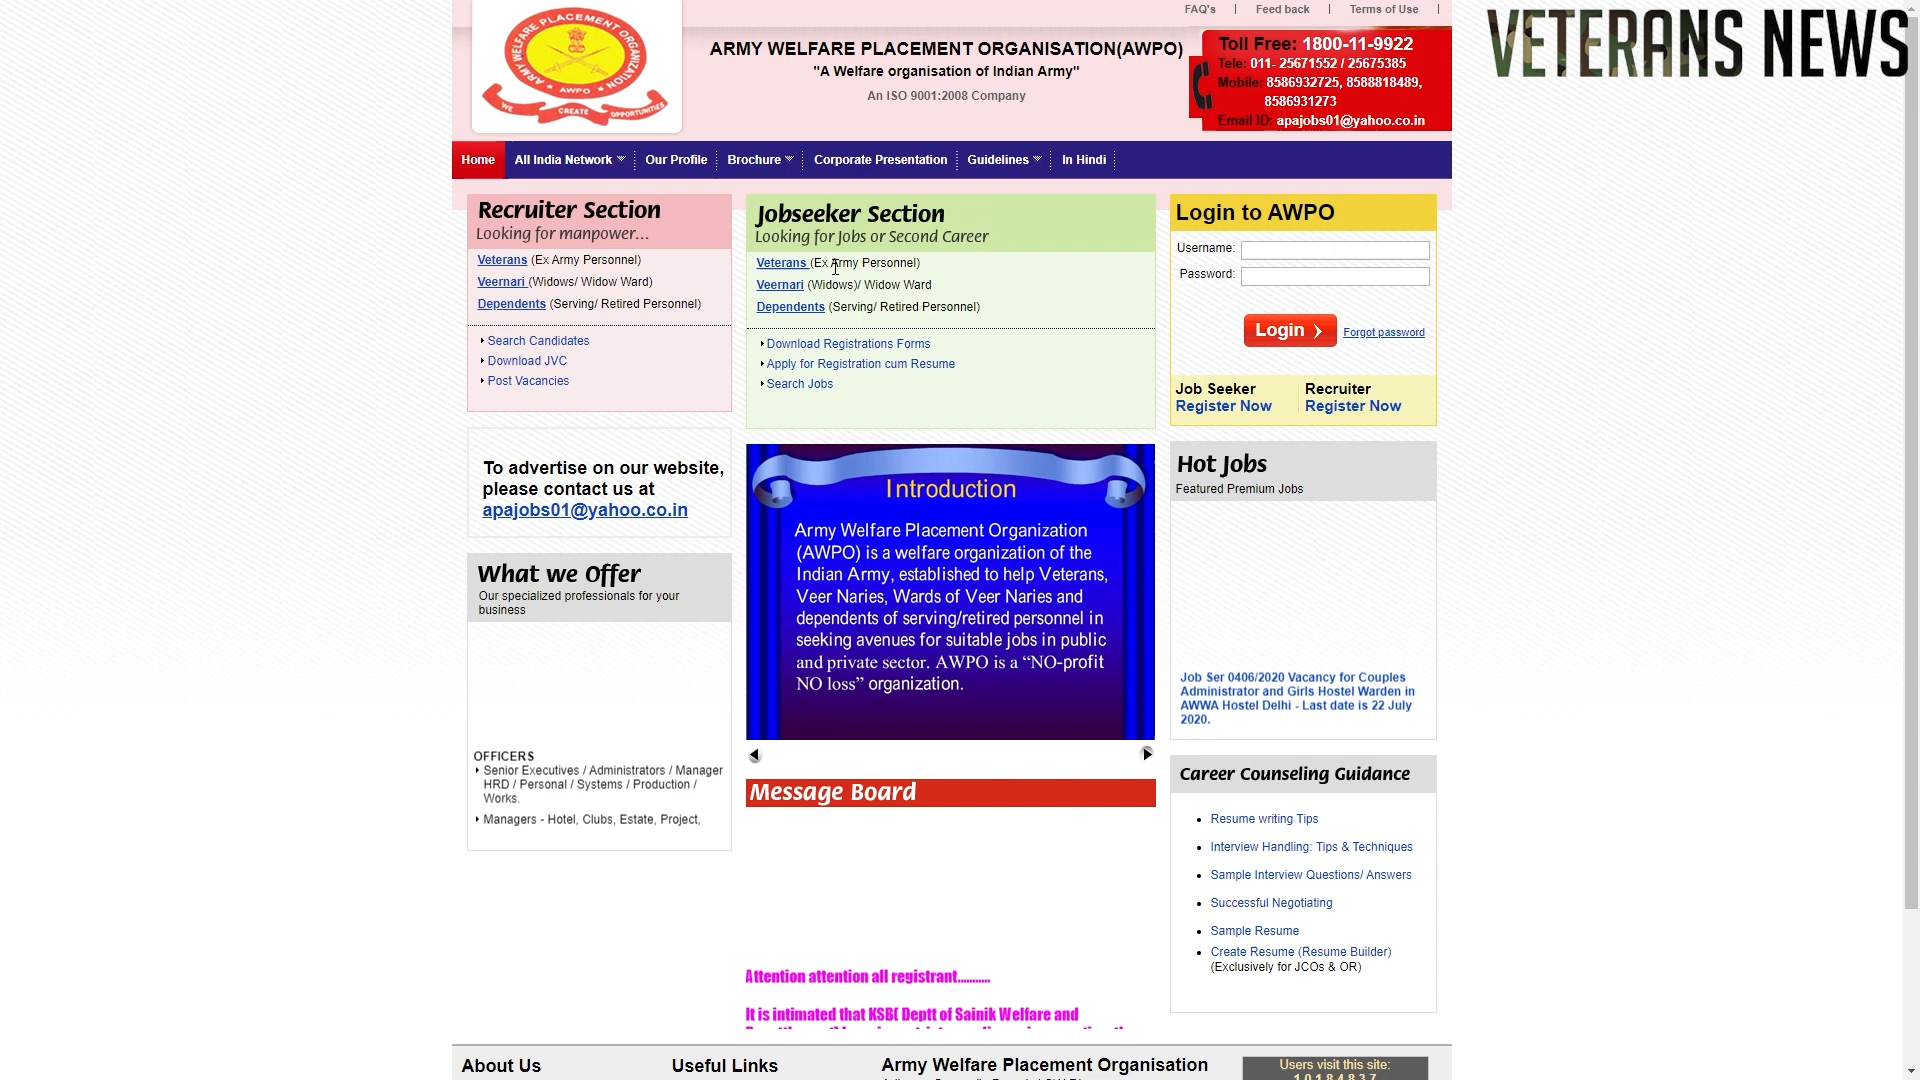 FAQ's | Feed back | Terms of Use |
VETERANS NEWS
ARMY WELFARE PLACEMENT ORGANIZATION
AWPO
WE CREATE OPPORTUNITIES
ARMY WELFARE PLACEMENT ORGANISATION(AWPO)
"A Welfare organisation of Indian Army"
An ISO 9001:2008 Company
Toll Free: 1800-11-9922
Tele: 011- 25671552 / 25675385
Mobile: 8586932725, 8588818489,
8586931273
Email ID: apajobs01@yahoo.co.in
Home All India Network Our Profile Brochure Corporate Presentation Guidelines In Hindi
Recruiter Section
Looking for manpower...
Veterans (Ex Army Personnel)
Veernari (Widows/ Widow Ward)
Dependents (Serving/ Retired Personnel)
Search Candidates
Download JVC
Post Vacancies
To advertise on our website,
please contact us at
apajobs01@yahoo.co.in
What we Offer
Our specialized professionals for your
business
OFFICERS
Senior Executives / Administrators / Manager
HRD / Personal / Systems / Production /
Works.
Managers - Hotel, Clubs, Estate, Project,
Jobseeker Section
Looking for Jobs or Second Career
Veterans (Ex Army Personnel)
Veernari (Widows)/ Widow Ward
Dependents (Serving/ Retired Personnel)
Download Registrations Forms
Apply for Registration cum Resume
Search Jobs
Introduction
Army Welfare Placement Organization
(AWPO) is a welfare organization of the
Indian Army, established to help Veterans,
Veer Naries, Wards of Veer Naries and
dependents of serving/retired personnel in
seeking avenues for suitable jobs in public
and private sector. AWPO is a “NO-profit
NO loss” organization.
Message Board
Attention attention all registrant..........
It is intimated that KSB( Deptt of Sainik Welfare and
Login to AWPO
Username:
Password:
Login Forgot password
Job Seeker Recruiter
Register Now Register Now
Hot Jobs
Featured Premium Jobs
Job Ser 0406/2020 Vacancy for Couples
Administrator and Girls Hostel Warden in
AWWA Hostel Delhi - Last date is 22 July
2020.
Career Counseling Guidance
Resume writing Tips
Interview Handling: Tips & Techniques
Sample Interview Questions/ Answers
Successful Negotiating
Sample Resume
Create Resume (Resume Builder)
(Exclusively for JCOs & OR)
About Us Useful Links Army Welfare Placement Organisation Users visit this site: